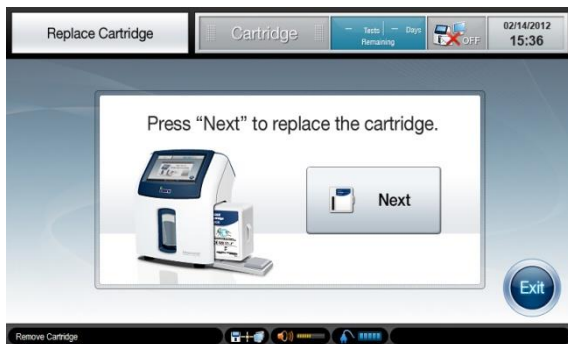 Replace Cartridge
Cartridge
– Tests – Days
Remaining
OFF
02/14/2012
15:36
Press “Next” to replace the cartridge.
Next
Exit
Remove Cartridge